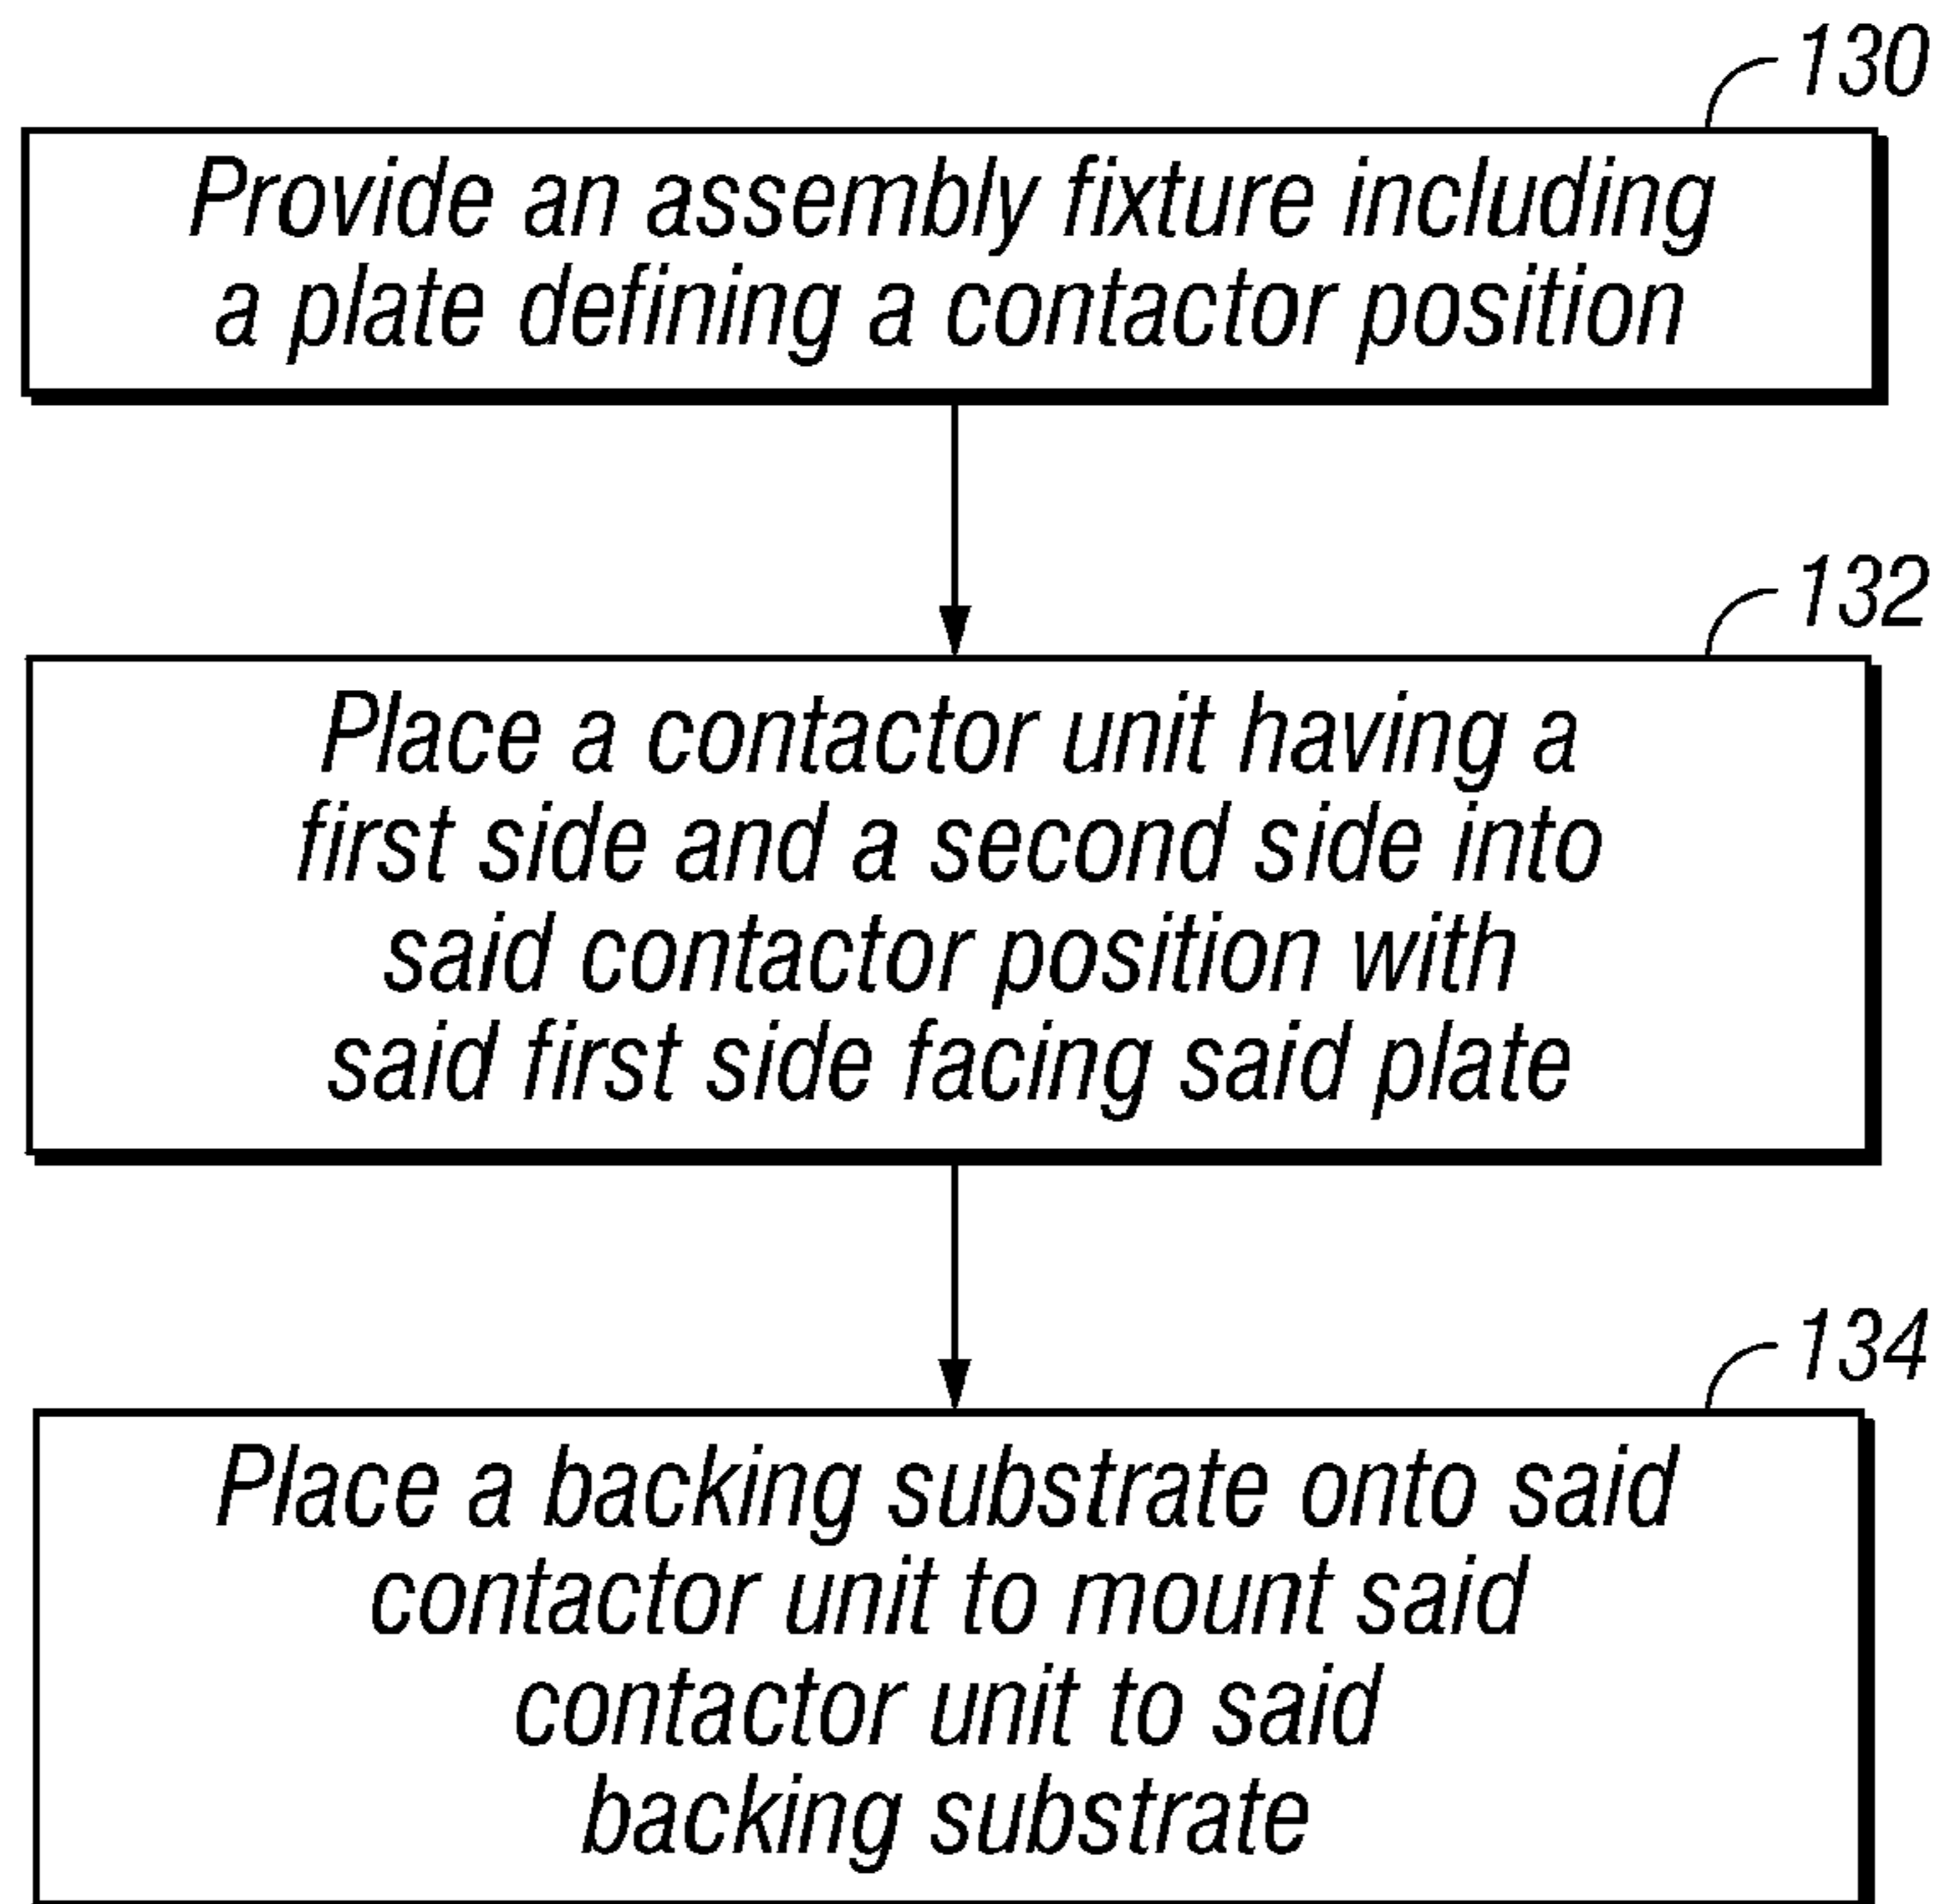 130
Provide an assembly fixture including
a plate defining a contactor position
132
Place a contactor unit having a
first side and a second side into
said contactor position with
said first side facing said plate
134
Place a backing substrate onto said
contactor unit to mount said
contactor unit to said
backing substrate